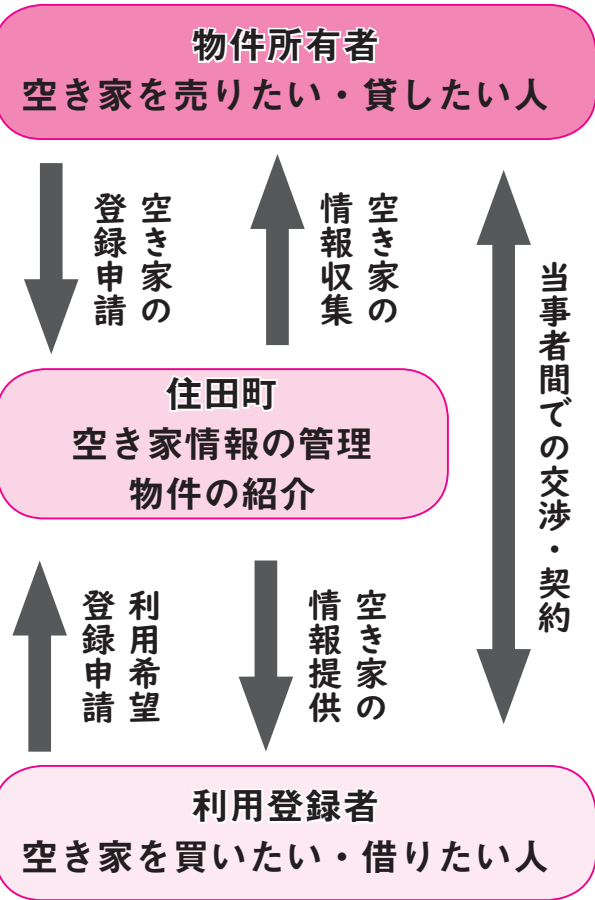 物件所有者
空き家を売りたい・貸したい人
空き家の
登録申請
空き家の
情報収集
当事者間での交渉・契約
住田町
空き家情報の管理
物件の紹介
利用希望
登録申請
空き家の
情報提供
利用登録者
空き家を買いたい・借りたい人